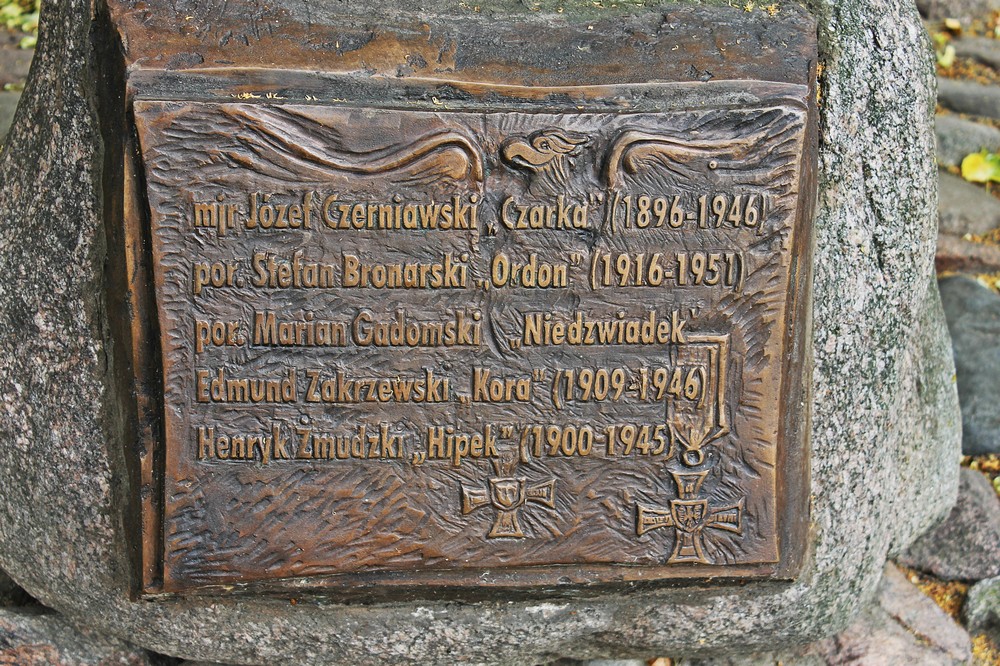 mjr Józef Czerniawski „Czarka” (1896-1946)
por. Stefan Bronarski „Ordon” (1916-1951)
por. Marian Gadomski „Niedzwiadek”
Edmund Zakrzewski „Kora” (1909-1946)
Henryk Żmudzki „Hipek” (1900-1945)